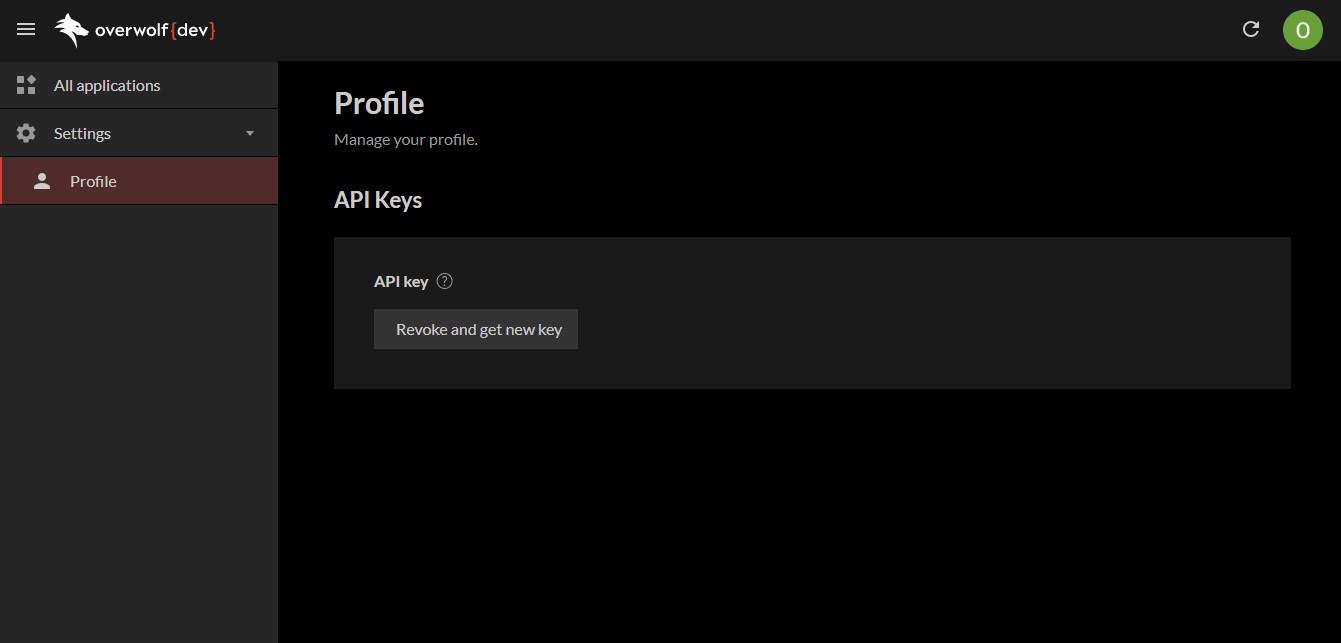 overwolf{dev}
O
All applications
Settings
Profile
Profile
Manage your profile.
API Keys
API key ?
Revoke and get new key